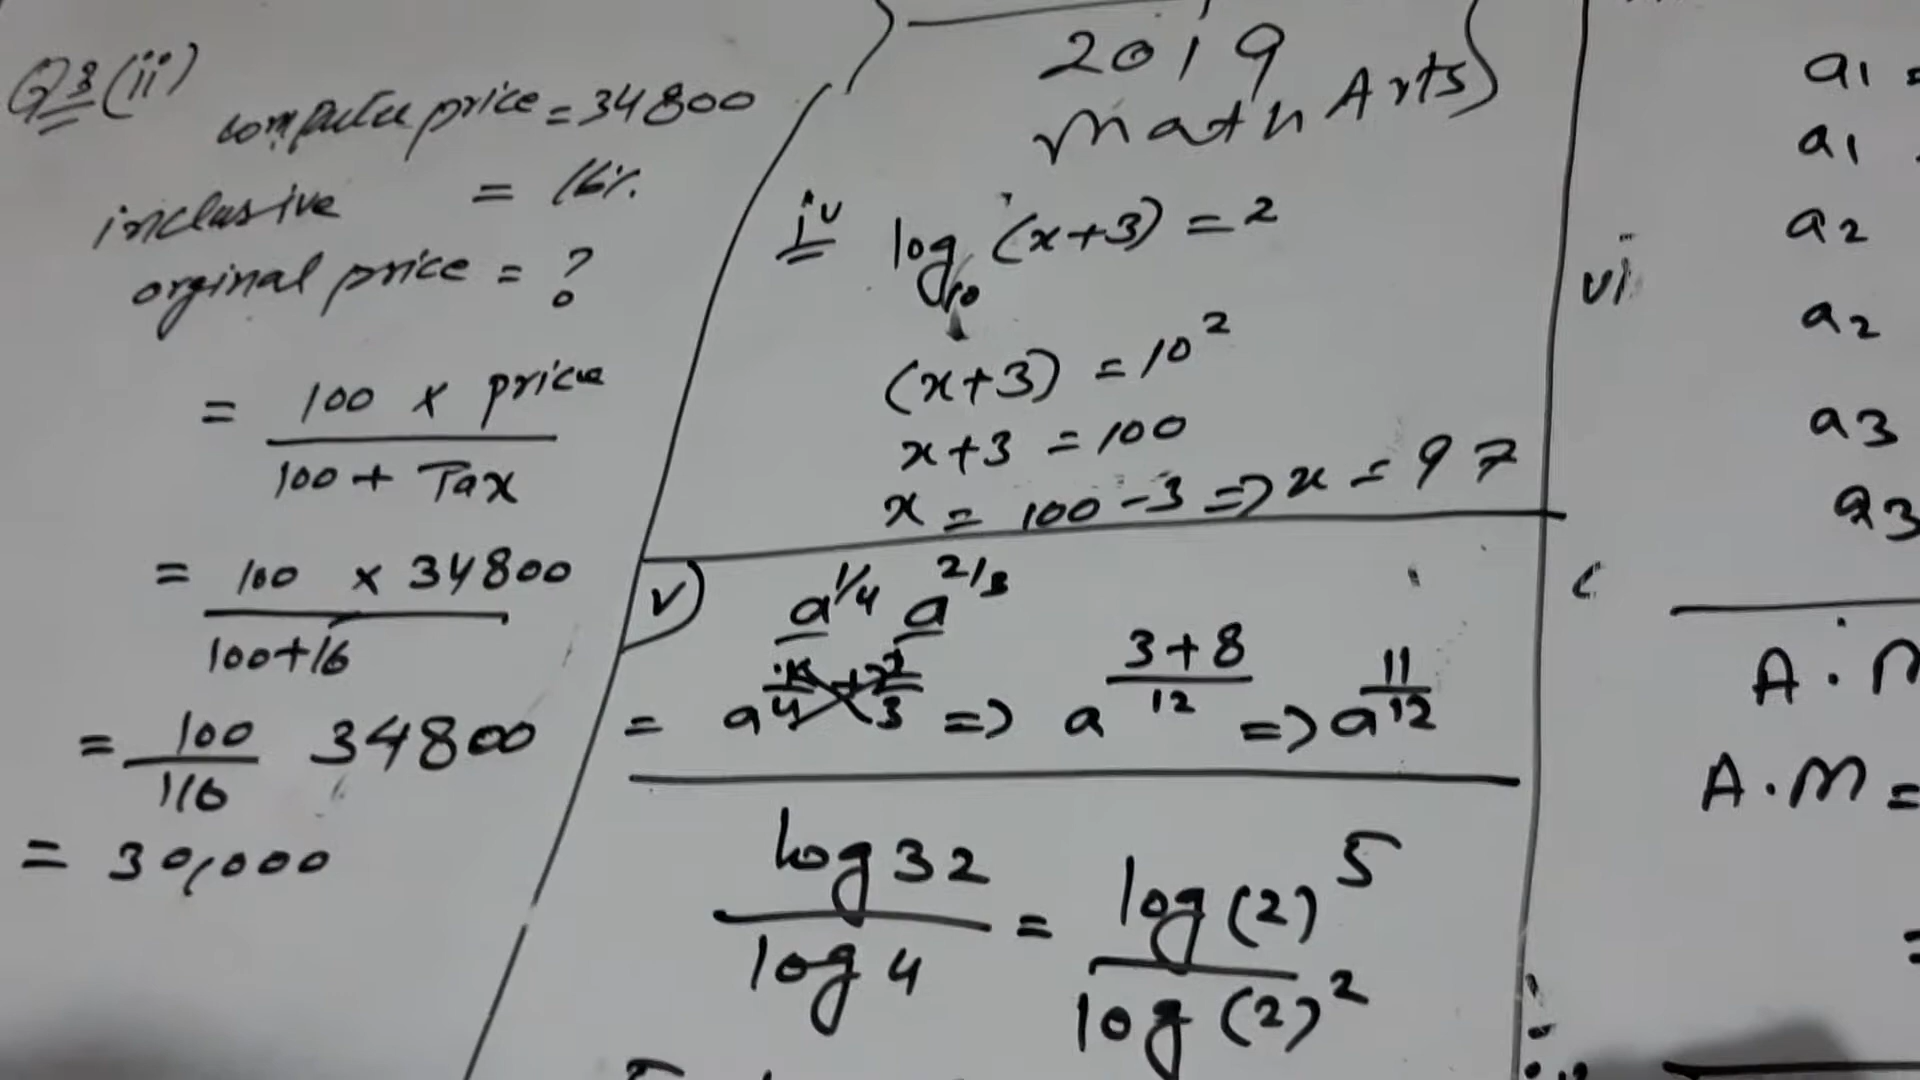 Q3 (ii)
computer price = 34800
inclusive = 16%
orginal price = ?
= 100 x price
100 + Tax
= 100 x 34800
100+16
= 100 34800
116
= 30,000
2019
Math Arts
iv log10 (x+3) = 2
(x+3) = 10²
x+3 = 100
x = 100 - 3 => x = 97
v) a^1/4 a^2/3
= a^1/4 + 2/3 => a^3+8/12 => a^11/12
log 32 = log (2)⁵
log 4 log (2)²
a1 =
a1
a2
vi
a2
a3
a3
A.M
A.M =
=